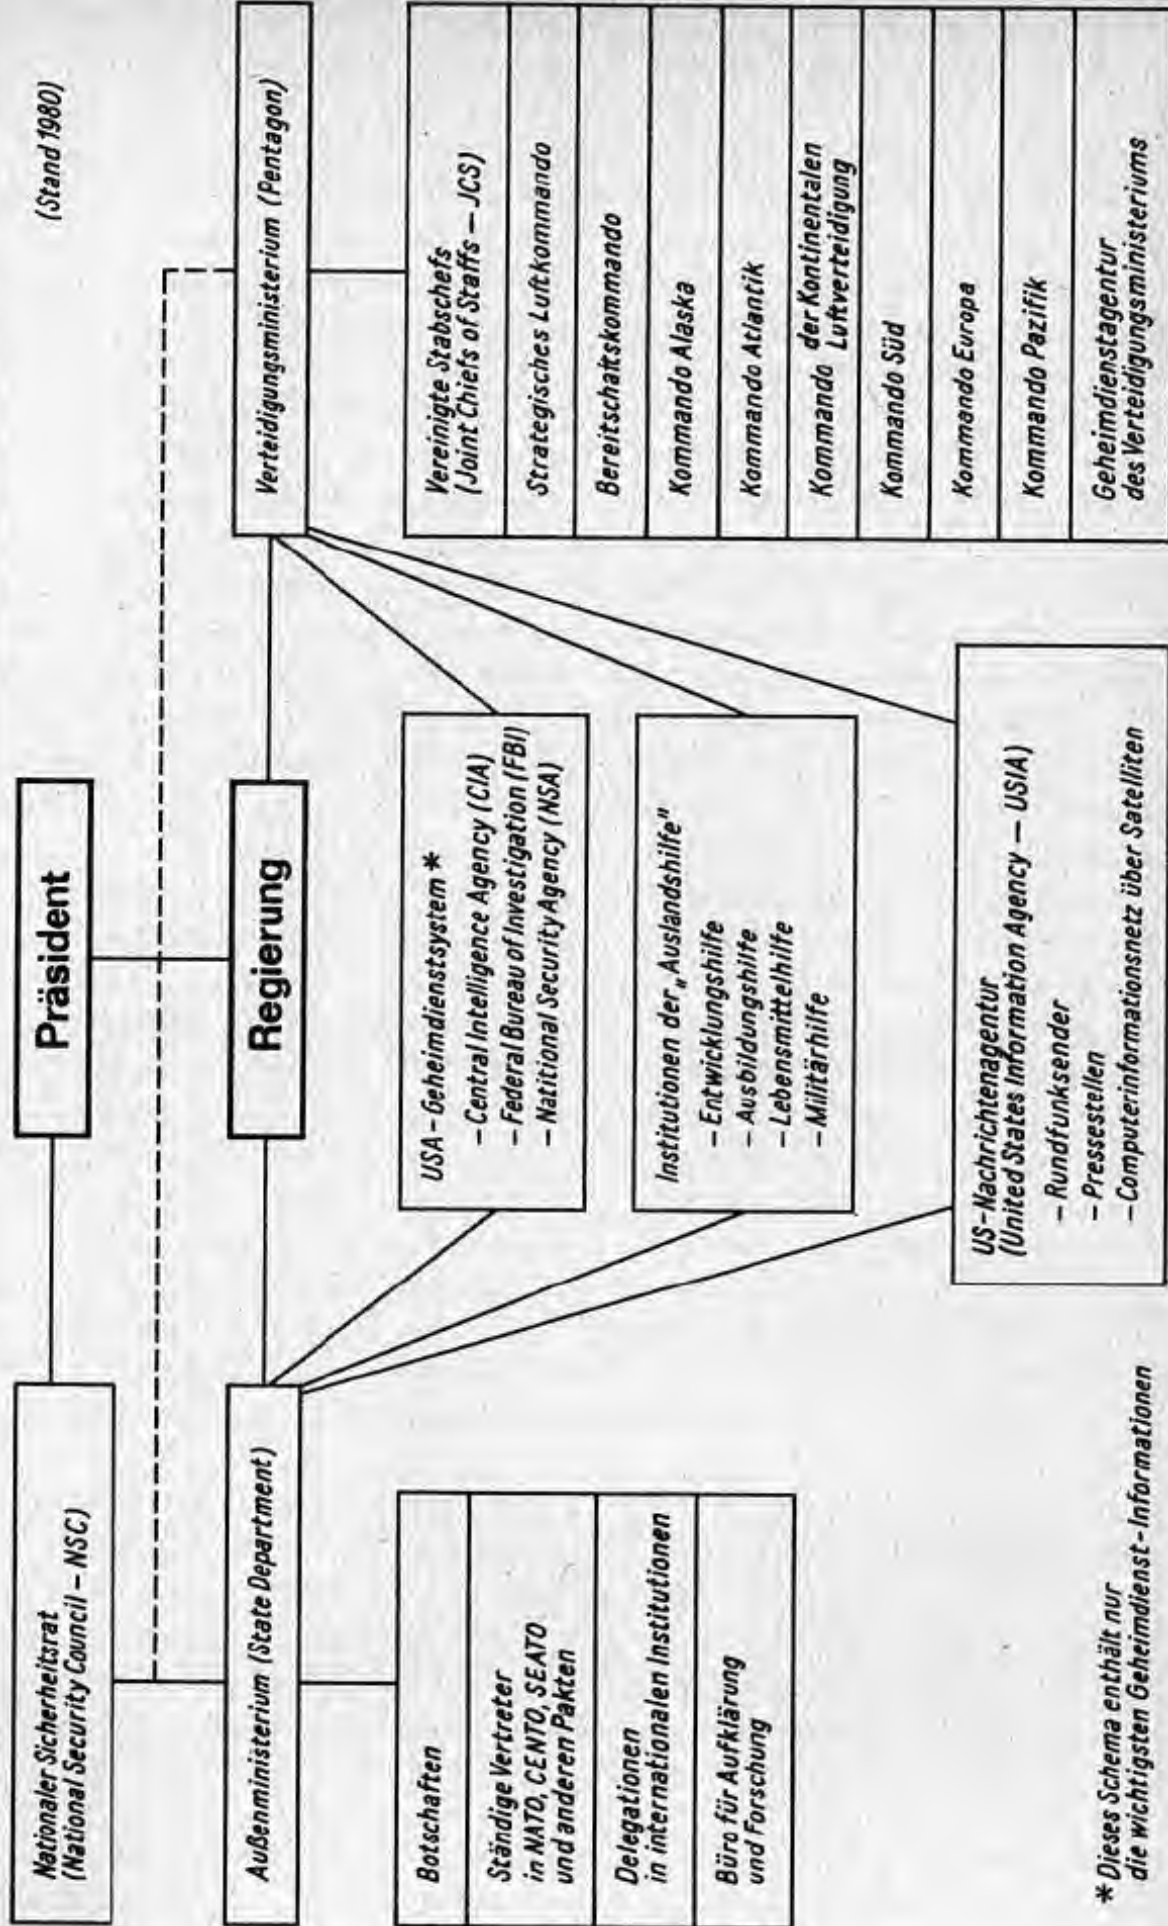 (Stand 1980)
Präsident
Nationaler Sicherheitsrat
(National Security Council – NSC)
Regierung
Außenministerium (State Department)
Verteidigungsministerium (Pentagon)
Botschaften
Ständige Vertreter
in NATO, CENTO, SEATO
und anderen Pakten
Delegationen
in internationalen Institutionen
Büro für Aufklärung
und Forschung
USA – Geheimdienstsystem *
– Central Intelligence Agency (CIA)
– Federal Bureau of Investigation (FBI)
– Natitional Security Agency (NSA)
Institutionen der „Auslandshilfe"
– Entwicklungshilfe
– Ausbildungshilfe
– Lebensmittelhilfe
– Militärhilfe
US-Nachrichtenagentur
(United States Information Agency — USIA)
– Rundfunksender
– Pressestellen
– Computerinformationsnetz über Satelliten
Vereinigte Stabschefs
(Joint Chiefs of Staffs — JCS)
Strategisches Luftkommando
Bereitschaftskommando
Kommando Alaska
Kommando Atlantik
Kommando der Kontinentalen
Luftverteidigung
Kommando Süd
Kommando Europa
Kommando Pazifik
Geheimdienstagentur
des Verteidigungsministeriums
* Dieses Schema enthält nur
die wichtigsten Geheimdienst-Informationen